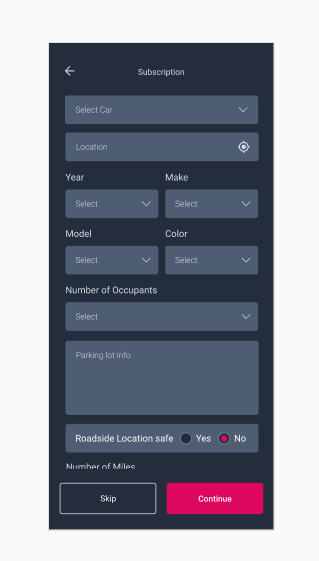 Subscription
Select Car
Location
Year Make
Select Select
Model Color
Select Select
Number of Occupants
Select
Parking lot info
Roadside Location safe Yes No
Number of Miles
Skip Continue